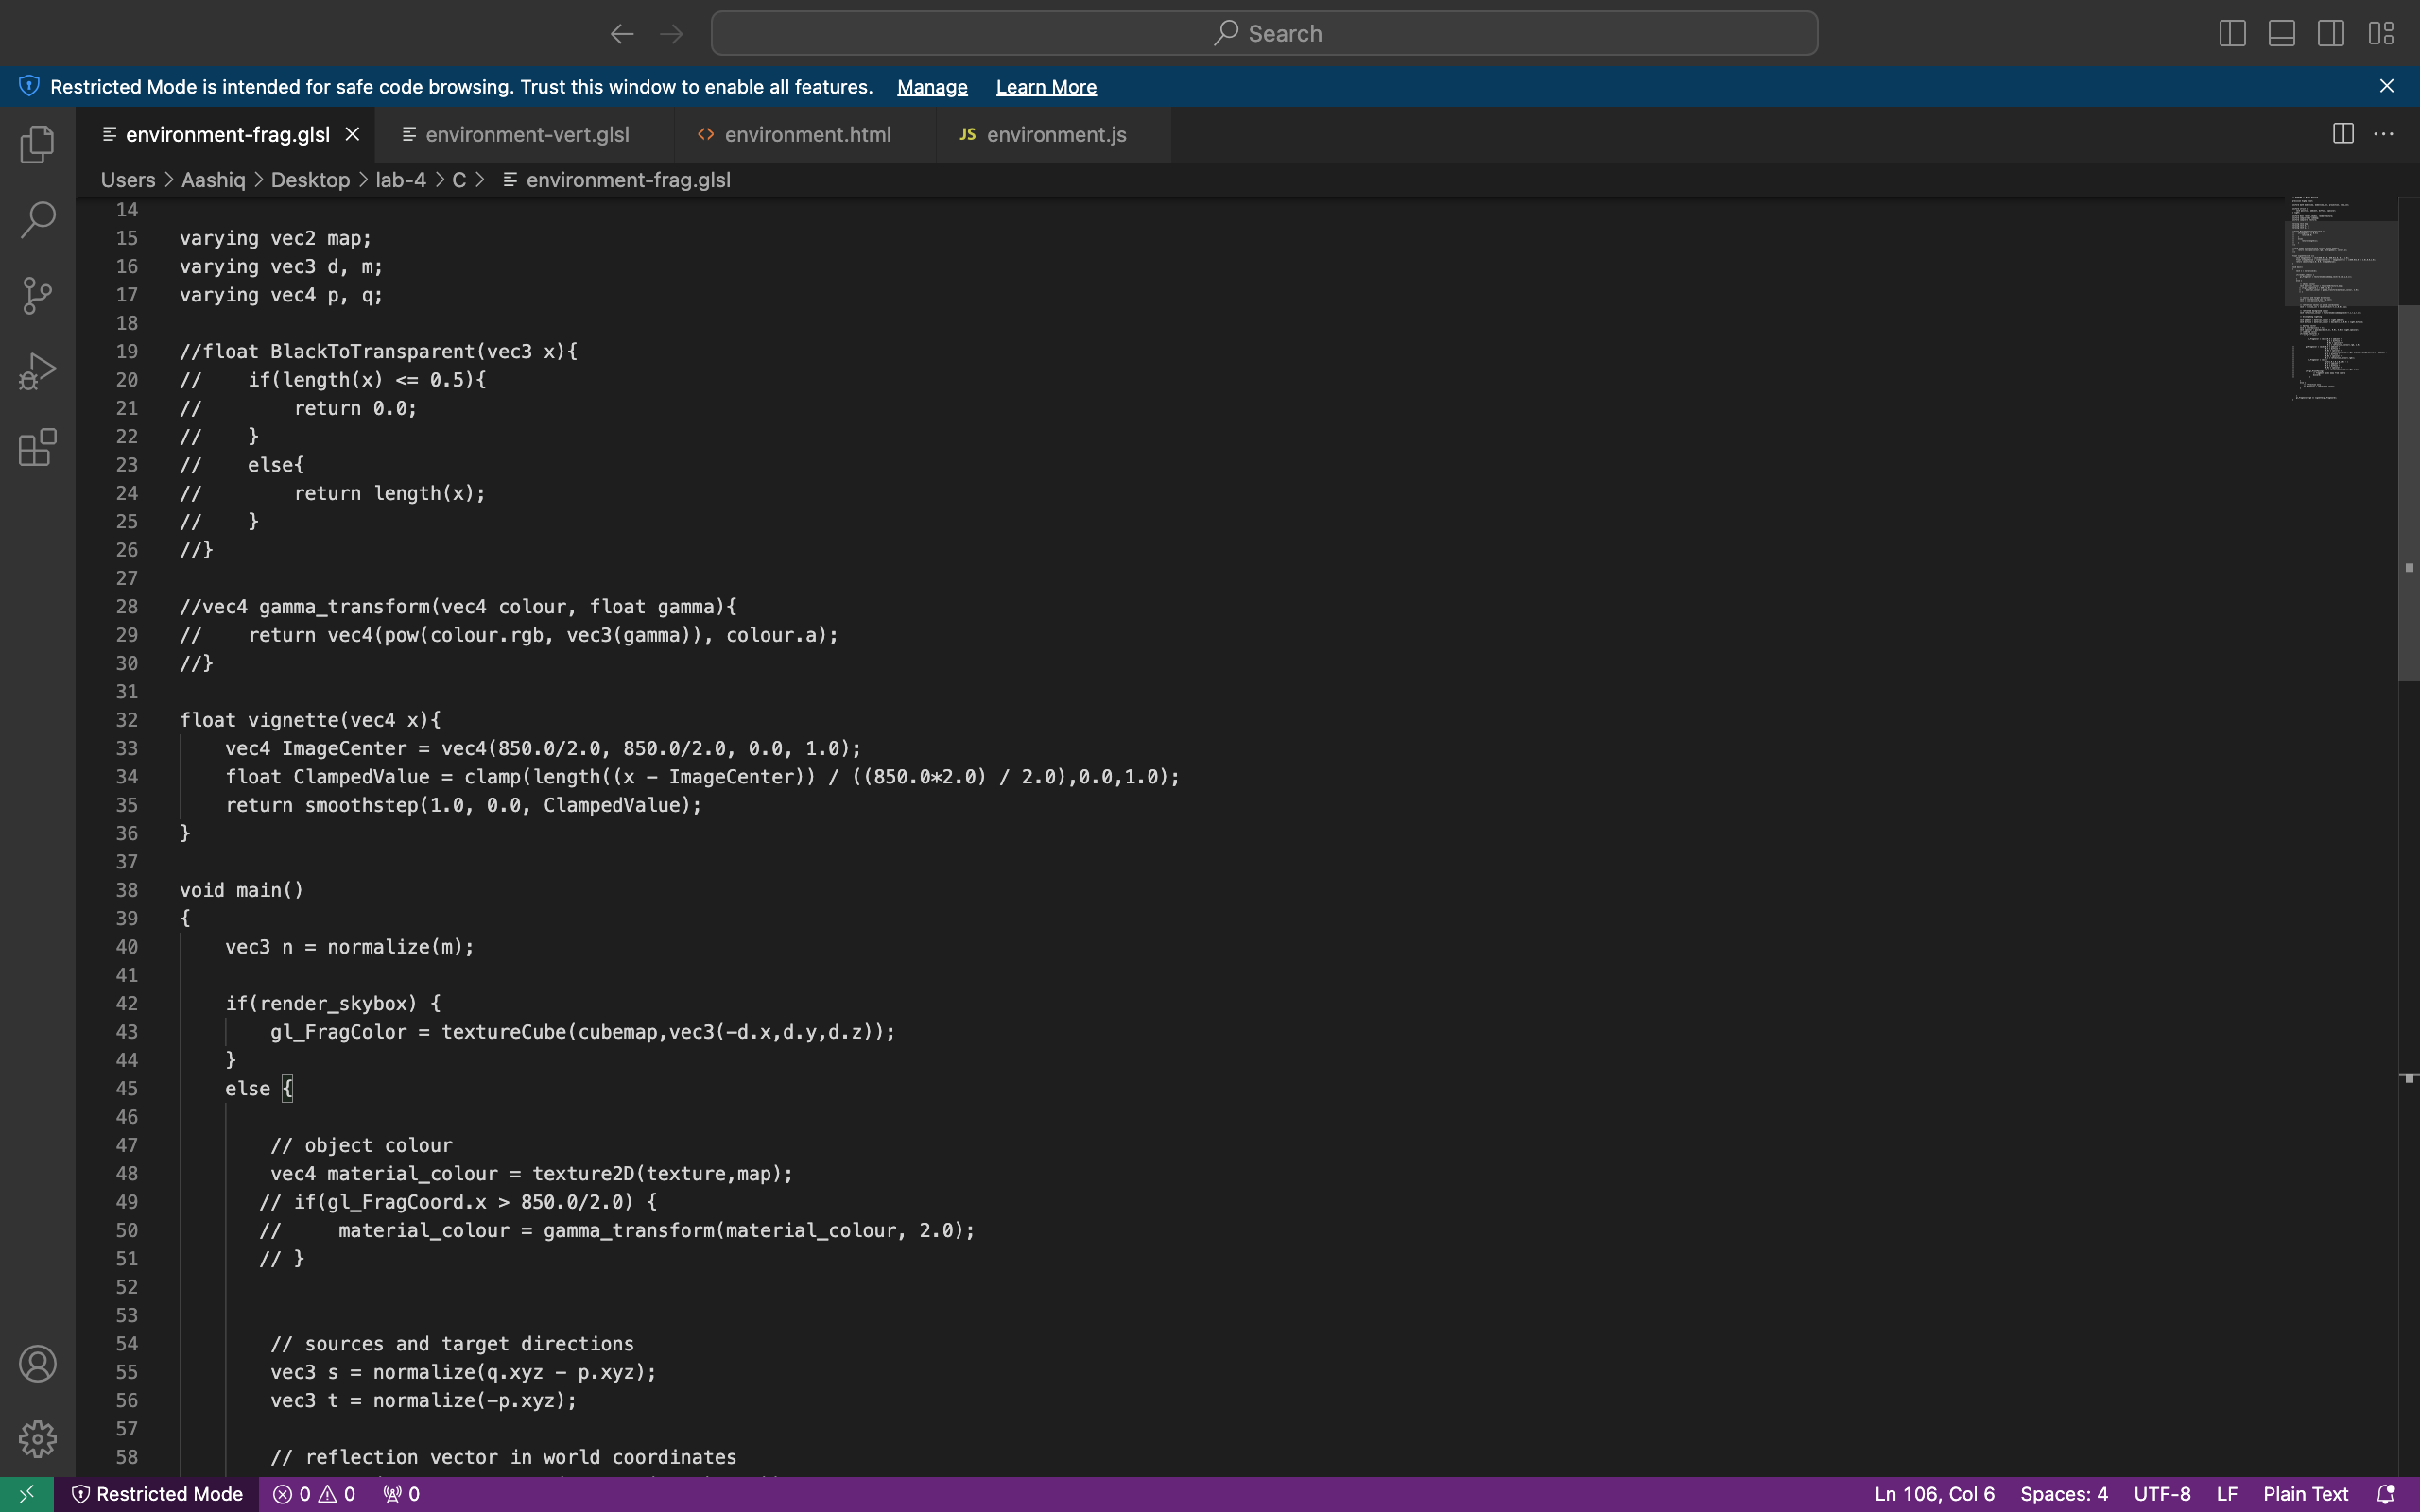 Search
Restricted Mode is intended for safe code browsing. Trust this window to enable all features. Manage Learn More
environment-frag.glsl environment-vert.glsl <> environment.html JS environment.js
Users > Aashiq > Desktop > lab-4 > C > environment-frag.glsl
14
15 varying vec2 map;
16 varying vec3 d, m;
17 varying vec4 p, q;
18
19 //float BlackToTransparent(vec3 x){
20 //    if(length(x) <= 0.5){
21 //        return 0.0;
22 //    }
23 //    else{
24 //        return length(x);
25 //    }
26 //}
27
28 //vec4 gamma_transform(vec4 colour, float gamma){
29 //    return vec4(pow(colour.rgb, vec3(gamma)), colour.a);
30 //}
31
32 float vignette(vec4 x){
33     vec4 ImageCenter = vec4(850.0/2.0, 850.0/2.0, 0.0, 1.0);
34     float ClampedValue = clamp(length((x - ImageCenter)) / ((850.0*2.0) / 2.0),0.0,1.0);
35     return smoothstep(1.0, 0.0, ClampedValue);
36 }
37
38 void main()
39 {
40     vec3 n = normalize(m);
41
42     if(render_skybox) {
43         gl_FragColor = textureCube(cubemap,vec3(-d.x,d.y,d.z));
44     }
45     else {
46
47         // object colour
48         vec4 material_colour = texture2D(texture,map);
49        // if(gl_FragCoord.x > 850.0/2.0) {
50        //     material_colour = gamma_transform(material_colour, 2.0);
51        // }
52
53
54         // sources and target directions
55         vec3 s = normalize(q.xyz - p.xyz);
56         vec3 t = normalize(-p.xyz);
57
58         // reflection vector in world coordinates
Restricted Mode 0 0 0 Ln 106, Col 6 Spaces: 4 UTF-8 LF Plain Text